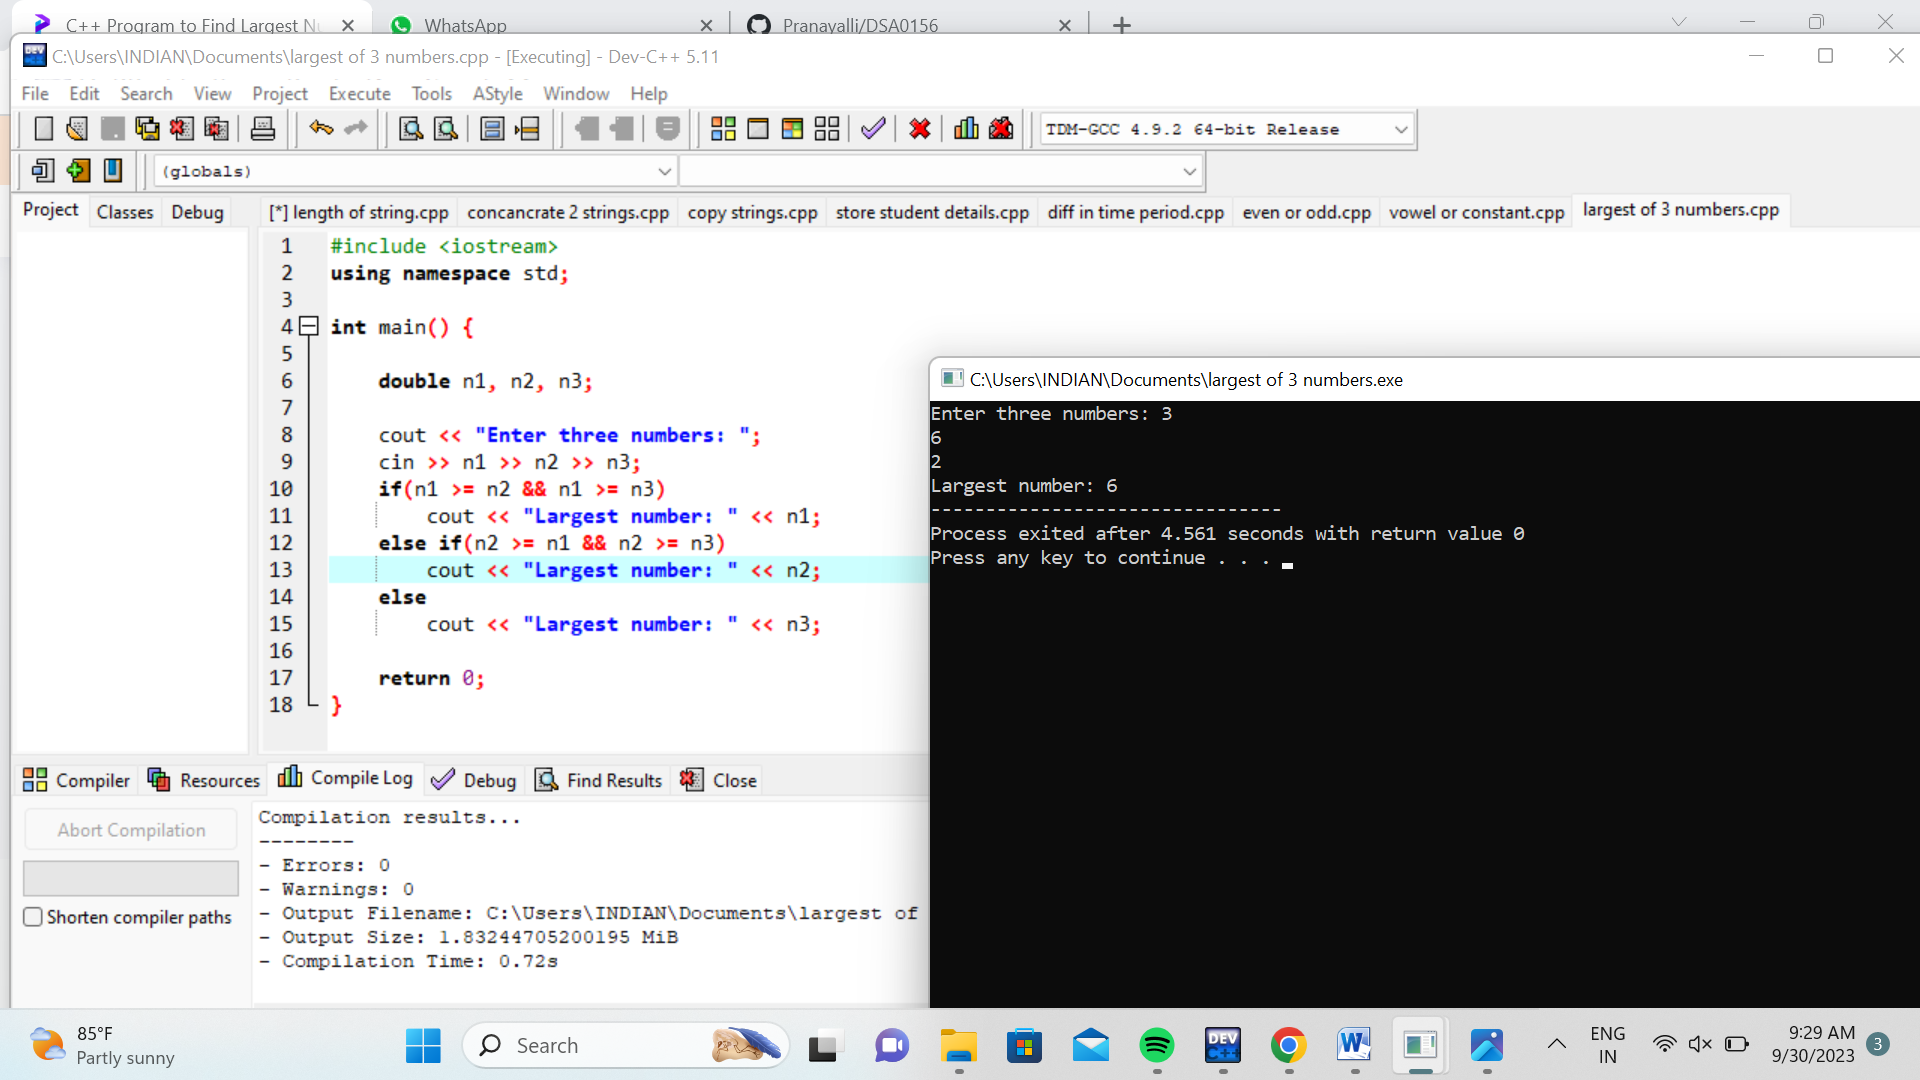 C++ Program to Find Largest Nu
WhatsApp
Pranavalli/DSA0156
C:\Users\INDIAN\Documents\largest of 3 numbers.cpp - [Executing] - Dev-C++ 5.11
File Edit Search View Project Execute Tools AStyle Window Help
TDM-GCC 4.9.2 64-bit Release
(globals)
Project Classes Debug
[*] length of string.cpp concancrate 2 strings.cpp copy strings.cpp store student details.cpp diff in time period.cpp even or odd.cpp vowel or constant.cpp largest of 3 numbers.cpp
1 #include <iostream>
2 using namespace std;
3
4 int main() {
5
6 double n1, n2, n3;
7
8 cout << "Enter three numbers: ";
9 cin >> n1 >> n2 >> n3;
10 if(n1 >= n2 && n1 >= n3)
11 cout << "Largest number: " << n1;
12 else if(n2 >= n1 && n2 >= n3)
13 cout << "Largest number: " << n2;
14 else
15 cout << "Largest number: " << n3;
16
17 return 0;
18 }
C:\Users\INDIAN\Documents\largest of 3 numbers.exe
Enter three numbers: 3
6
2
Largest number: 6
--------------------------------
Process exited after 4.561 seconds with return value 0
Press any key to continue . . .
Compiler Resources Compile Log Debug Find Results Close
Abort Compilation
Shorten compiler paths
Compilation results...
--------
- Errors: 0
- Warnings: 0
- Output Filename: C:\Users\INDIAN\Documents\largest of
- Output Size: 1.83244705200195 MiB
- Compilation Time: 0.72s
85°F
Partly sunny
Search
DEV
C++
W
ENG
IN
9:29 AM
9/30/2023
3